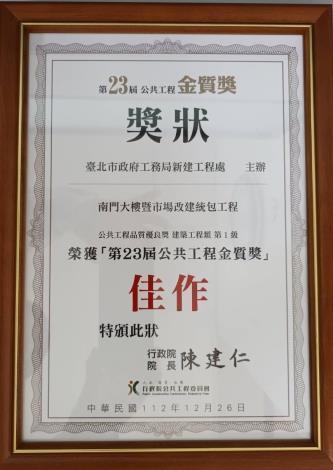 第23屆 公共工程 金質獎
獎狀
臺北市政府工務局新建工程處 主辦
南門大樓暨市場改建統包工程
公共工程品質優良獎 建築工程類 第1級
榮獲「第23屆公共工程金質獎」
佳作
特頒此狀
行政院
院 長 陳建仁
行政院公共工程委員會
中華民國112年12月26日